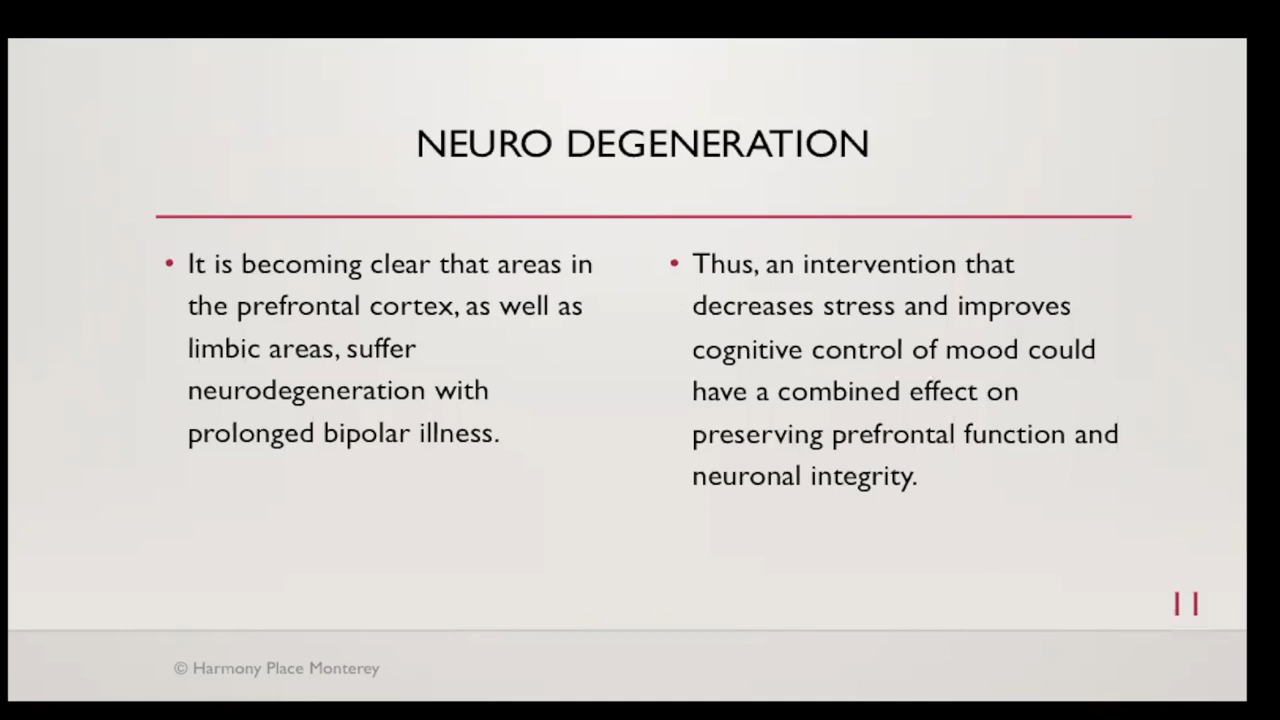 NEURO DEGENERATION
• It is becoming clear that areas in
the prefrontal cortex, as well as
limbic areas, suffer
neurodegeneration with
prolonged bipolar illness.
• Thus, an intervention that
decreases stress and improves
cognitive control of mood could
have a combined effect on
preserving prefrontal function and
neuronal integrity.
11
© Harmony Place Monterey